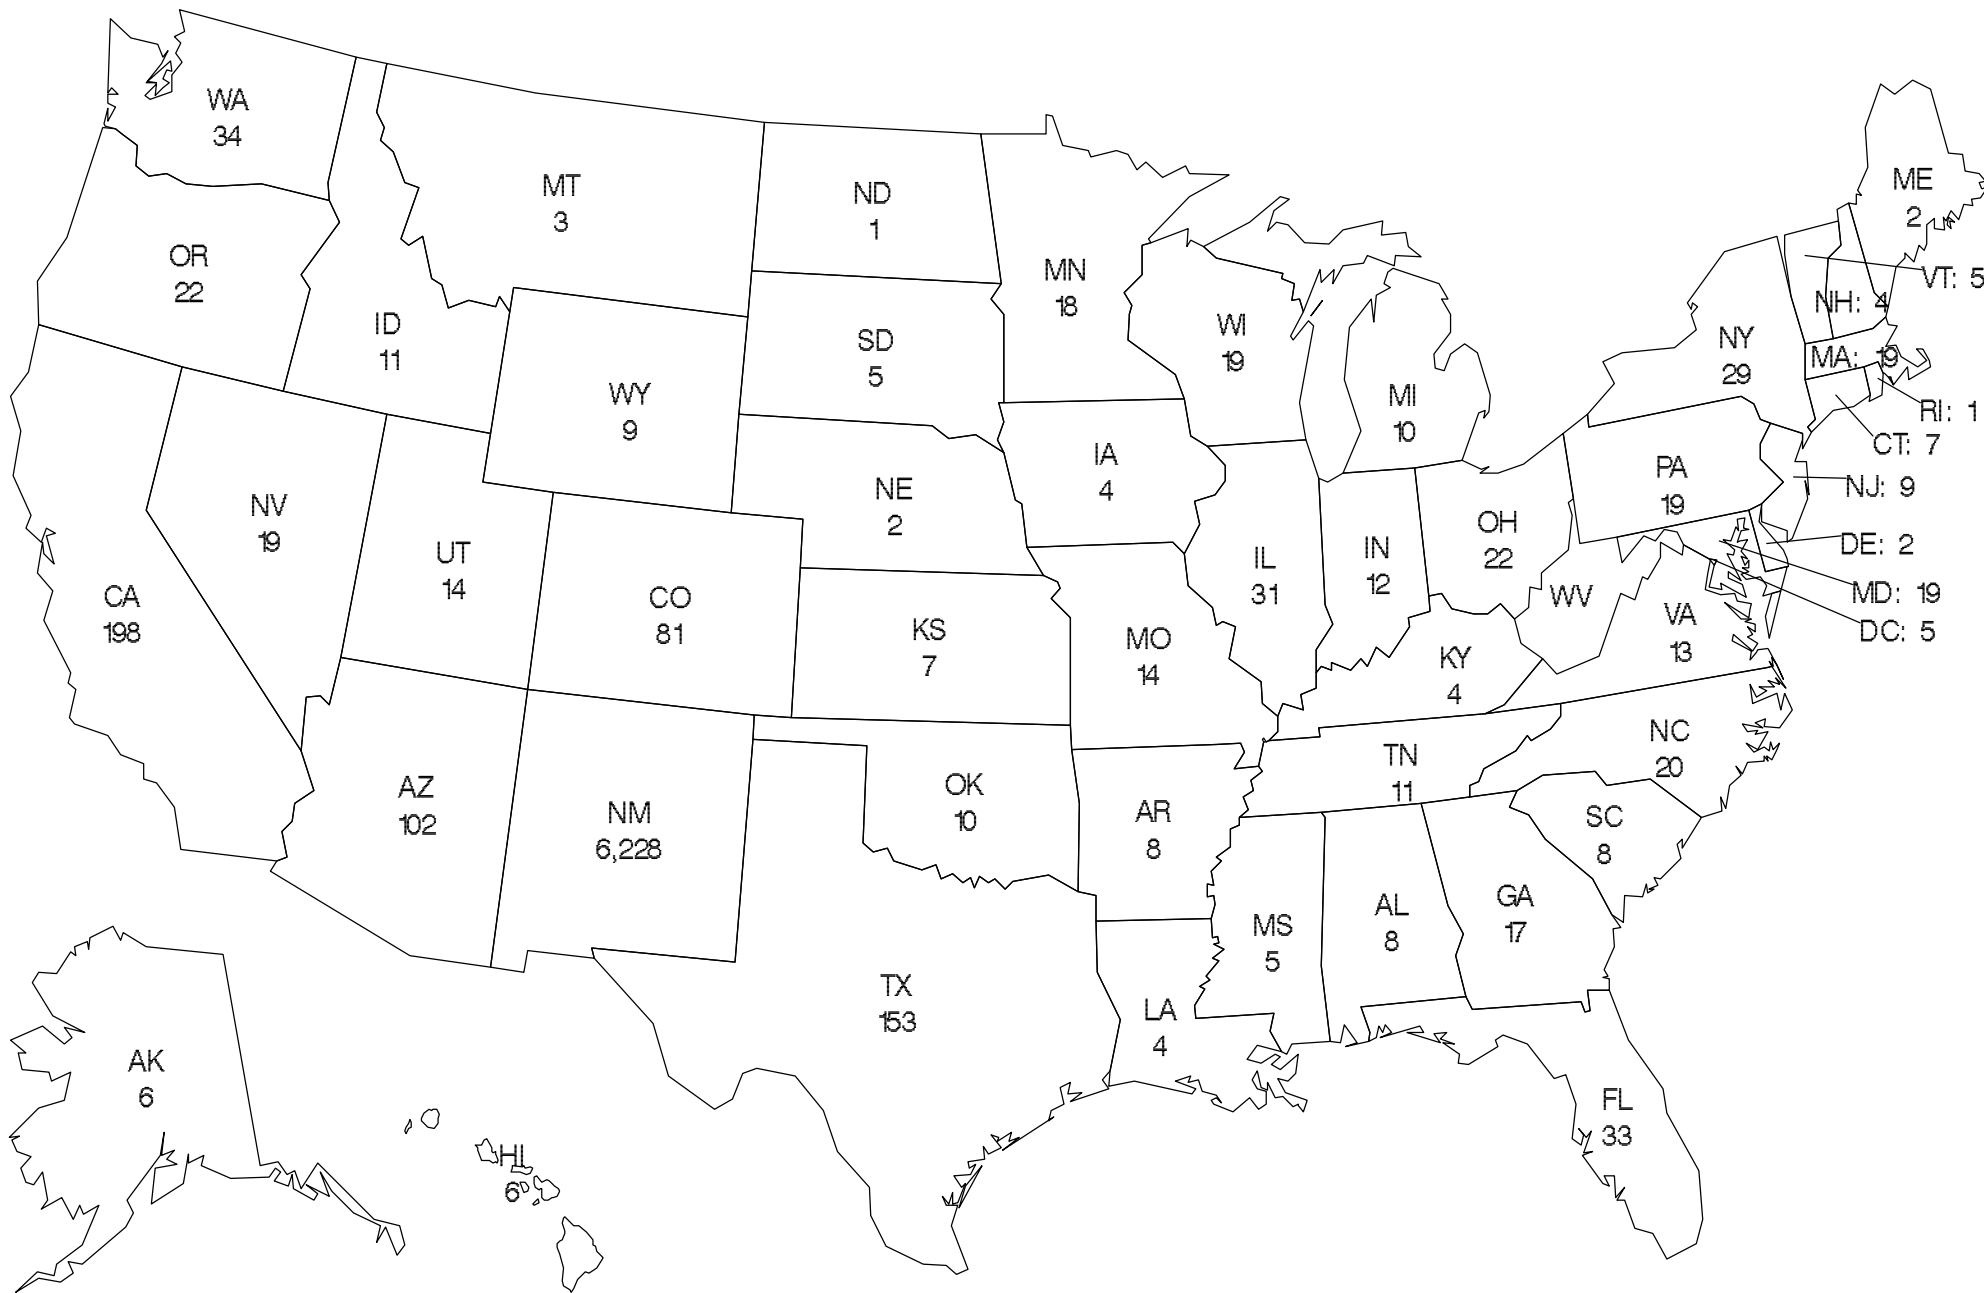 WA
34
MT
3
ND
1
ME
2
OR
22
MN
18
VT: 5
NH: 4
ID
11
WI
19
SD
5
NY
29
MA: 19
WY
9
MI
10
RI: 1
CT: 7
IA
4
PA
19
NJ: 9
NE
2
NV
19
OH
22
DE: 2
UT
14
IN
12
IL
31
CO
81
CA
198
WV
MD: 19
VA
13
DC: 5
KS
7
MO
14
KY
4
NC
20
TN
11
AZ
102
NM
6,228
OK
10
AR
8
SC
8
GA
17
AL
8
MS
5
TX
153
LA
4
AK
6
FL
33
HI
6